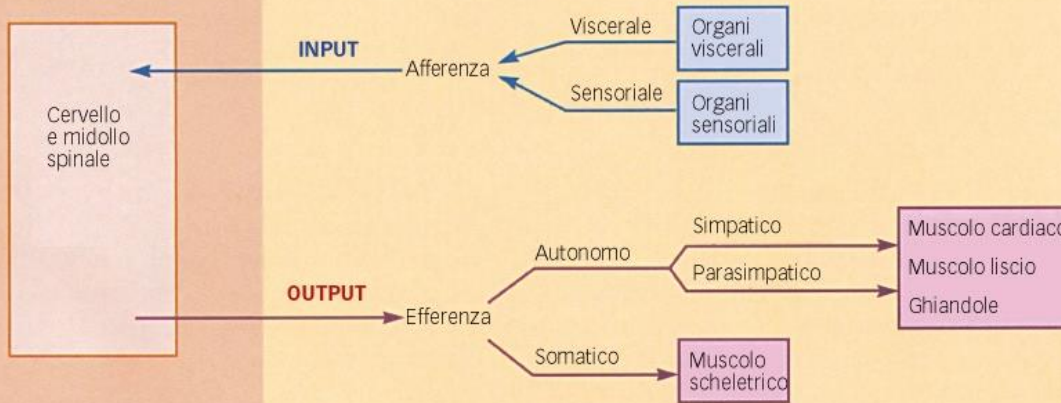 Cervello
e midollo
spinale
INPUT
Afferenza
Viscerale
Organi
viscerali
Sensoriale
Organi
sensoriali
OUTPUT
Efferenza
Autonomo
Simpatico
Parasimpatico
Muscolo cardiaco
Muscolo liscio
Ghiandole
Somatico
Muscolo
scheletrico